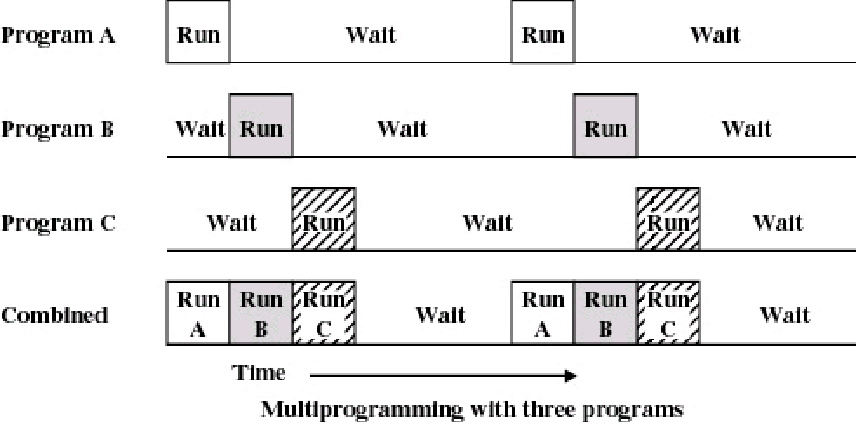 Program A Run Wait Run Wait
Program B Wait Run Wait Run Wait
Program C Wait Run Wait Run Wait
Combined Run A Run B Run C Wait Run A Run B Run C Wait
Time
Multiprogramming with three programs